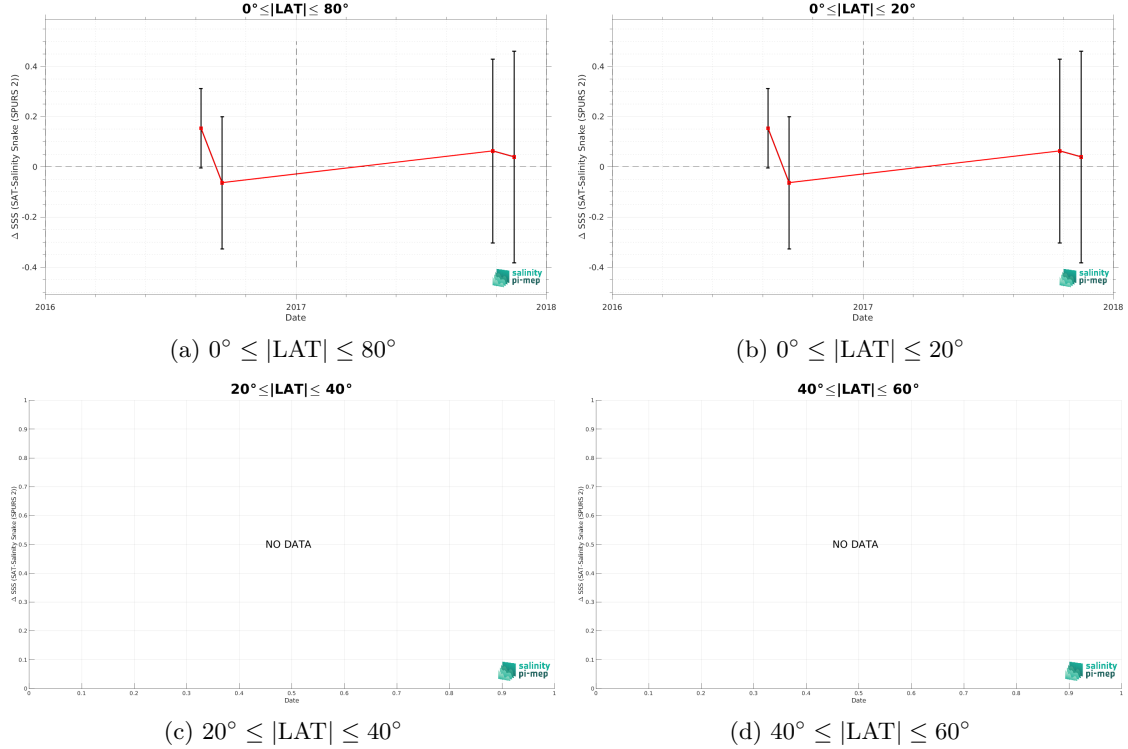 0°≤|LAT|≤ 80°
Δ SSS (SAT-Salinity Snake (SPURS 2))
0.4
0.2
0
-0.2
-0.4
2016
2017
2018
Date
salinity
pi-mep
(a) 0° ≤ |LAT| ≤ 80°
0°≤|LAT|≤ 20°
Δ SSS (SAT-Salinity Snake (SPURS 2))
0.4
0.2
0
-0.2
-0.4
2016
2017
2018
Date
salinity
pi-mep
(b) 0° ≤ |LAT| ≤ 20°
20°≤|LAT|≤ 40°
Δ SSS (SAT-Salinity Snake (SPURS 2))
1
0.9
0.8
0.7
0.6
0.5
0.4
0.3
0.2
0.1
0
NO DATA
0 0.1 0.2 0.3 0.4 0.5 0.6 0.7 0.8 0.9 1
Date
salinity
pi-mep
(c) 20° ≤ |LAT| ≤ 40°
40°≤|LAT|≤ 60°
Δ SSS (SAT-Salinity Snake (SPURS 2))
1
0.9
0.8
0.7
0.6
0.5
0.4
0.3
0.2
0.1
0
NO DATA
0 0.1 0.2 0.3 0.4 0.5 0.6 0.7 0.8 0.9 1
Date
salinity
pi-mep
(d) 40° ≤ |LAT| ≤ 60°